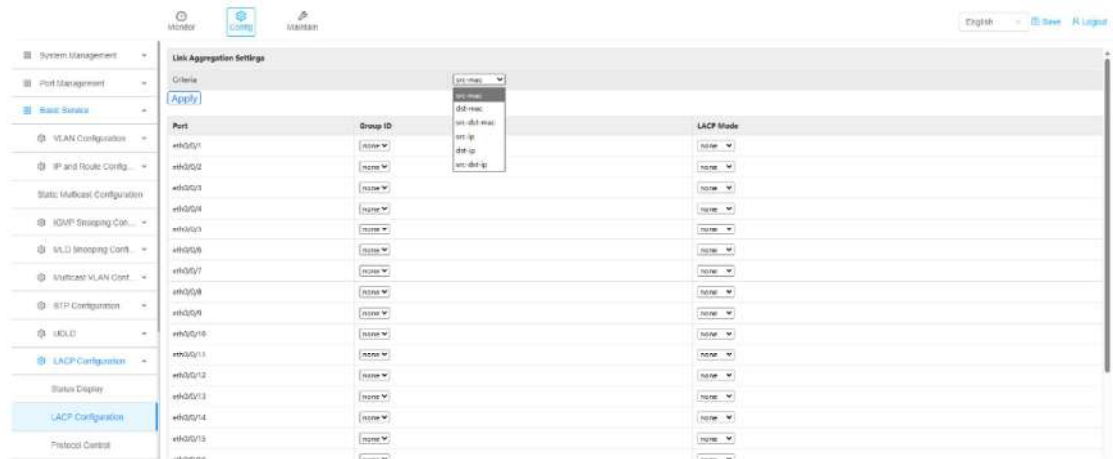 Monitor Config Maintain English Save Logout
System Management
Link Aggregation Settings
Port Management
Criteria src-mac
Apply
src-mac
dst-mac
src-dst-mac
src-ip
dst-ip
src-dst-ip
Basic Service
VLAN Configuration
IP and Route Config...
Static Multicast Configuration
IGMP Snooping Con...
MLD Snooping Confi...
Multicast VLAN Conf...
STP Configuration
UDLD
LACP Configuration
Status Display
LACP Configuration
Protocol Control
Port Group ID LACP Mode
eth0/0/1 none none
eth0/0/2 none none
eth0/0/3 none none
eth0/0/4 none none
eth0/0/5 none none
eth0/0/6 none none
eth0/0/7 none none
eth0/0/8 none none
eth0/0/9 none none
eth0/0/10 none none
eth0/0/11 none none
eth0/0/12 none none
eth0/0/13 none none
eth0/0/14 none none
eth0/0/15 none none